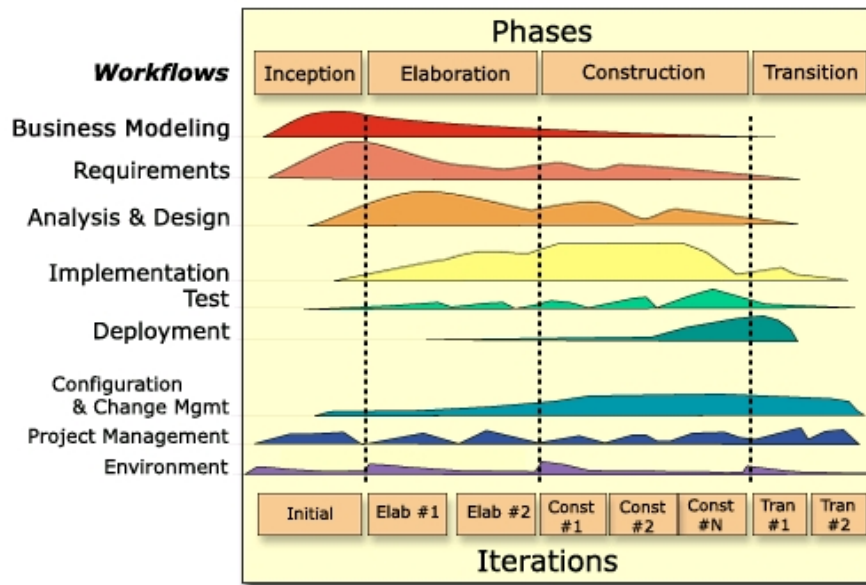 Phases
Workflows
Inception
Elaboration
Construction
Transition
Business Modeling
Requirements
Analysis & Design
Implementation
Test
Deployment
Configuration
& Change Mgmt
Project Management
Environment
Initial
Elab #1
Elab #2
Const
#1
Const
#2
Const
#N
Tran
#1
Tran
#2
Iterations